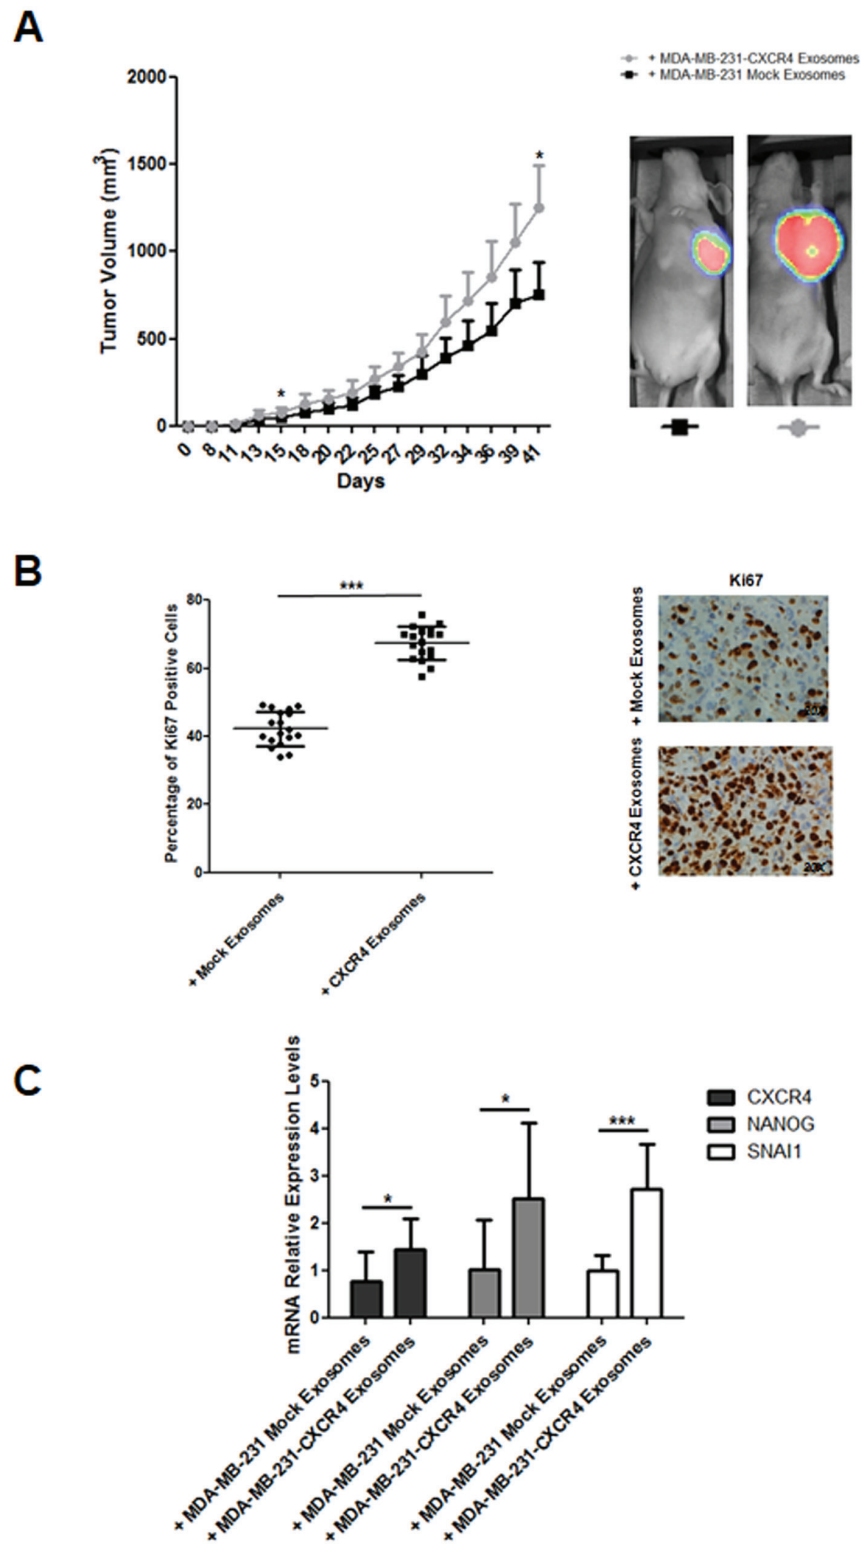 A
+ MDA-MB-231-CXCR4 Exosomes
+ MDA-MB-231 Mock Exosomes
Tumor Volume (mm³)
2000
1500
1000
500
0
*
*
0 8 11 13 15 18 20 22 25 27 29 32 34 36 39 41
Days
B
Percentage of Ki67 Positive Cells
80
60
40
20
0
***
+ Mock Exosomes
+ CXCR4 Exosomes
Ki67
+ Mock Exosomes
20X
+ CXCR4 Exosomes
20X
C
mRNA Relative Expression Levels
5
4
3
2
1
0
*
*
***
CXCR4
NANOG
SNAI1
+ MDA-MB-231 Mock Exosomes
+ MDA-MB-231-CXCR4 Exosomes
+ MDA-MB-231 Mock Exosomes
+ MDA-MB-231-CXCR4 Exosomes
+ MDA-MB-231 Mock Exosomes
+ MDA-MB-231-CXCR4 Exosomes